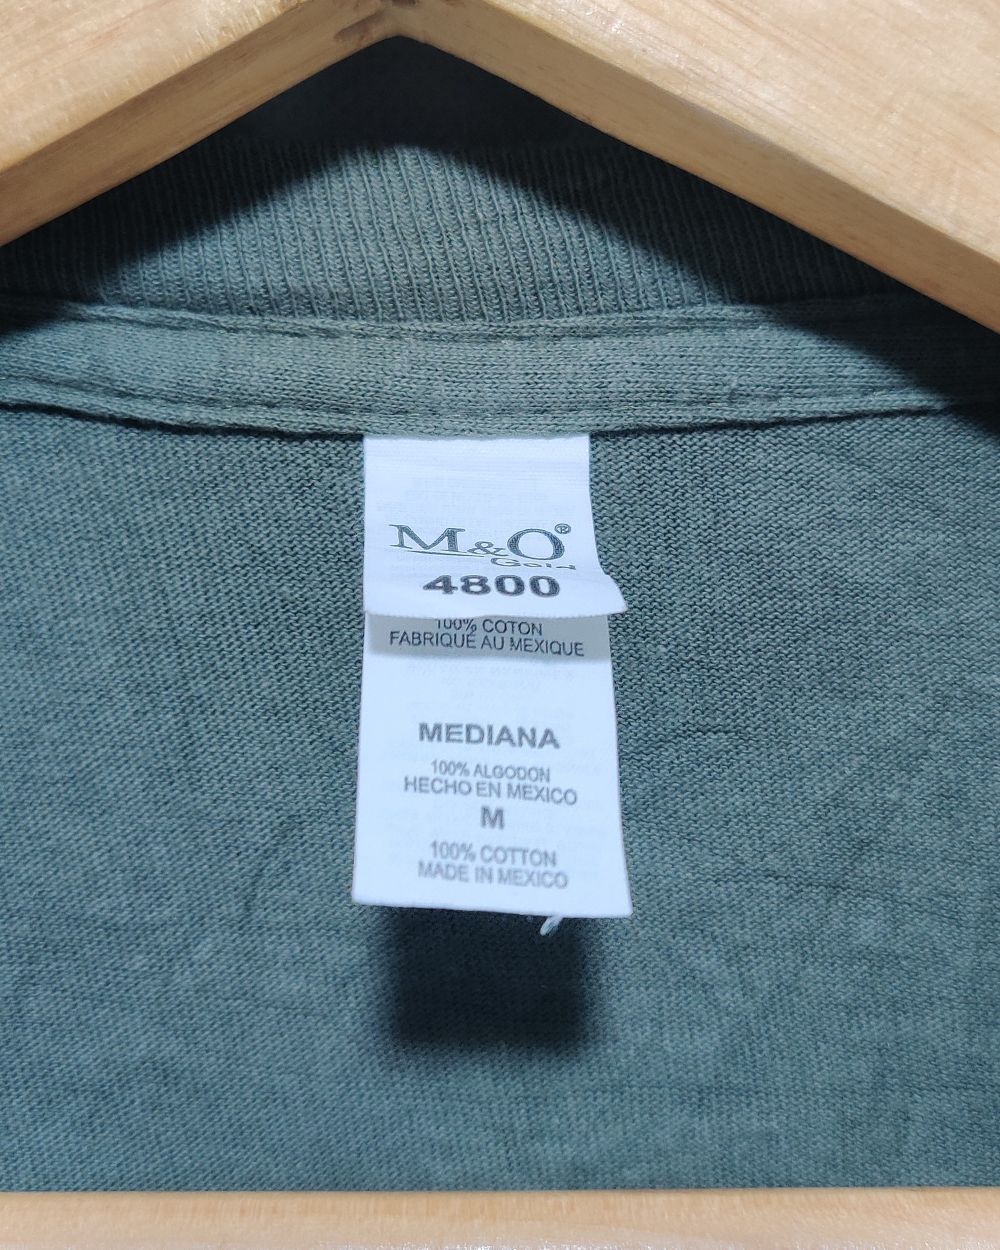 M&O®
Gold
4800
100% COTON
FABRIQUÉ AU MEXIQUE
MEDIANA
100% ALGODON
HECHO EN MEXICO
M
100% COTTON
MADE IN MEXICO